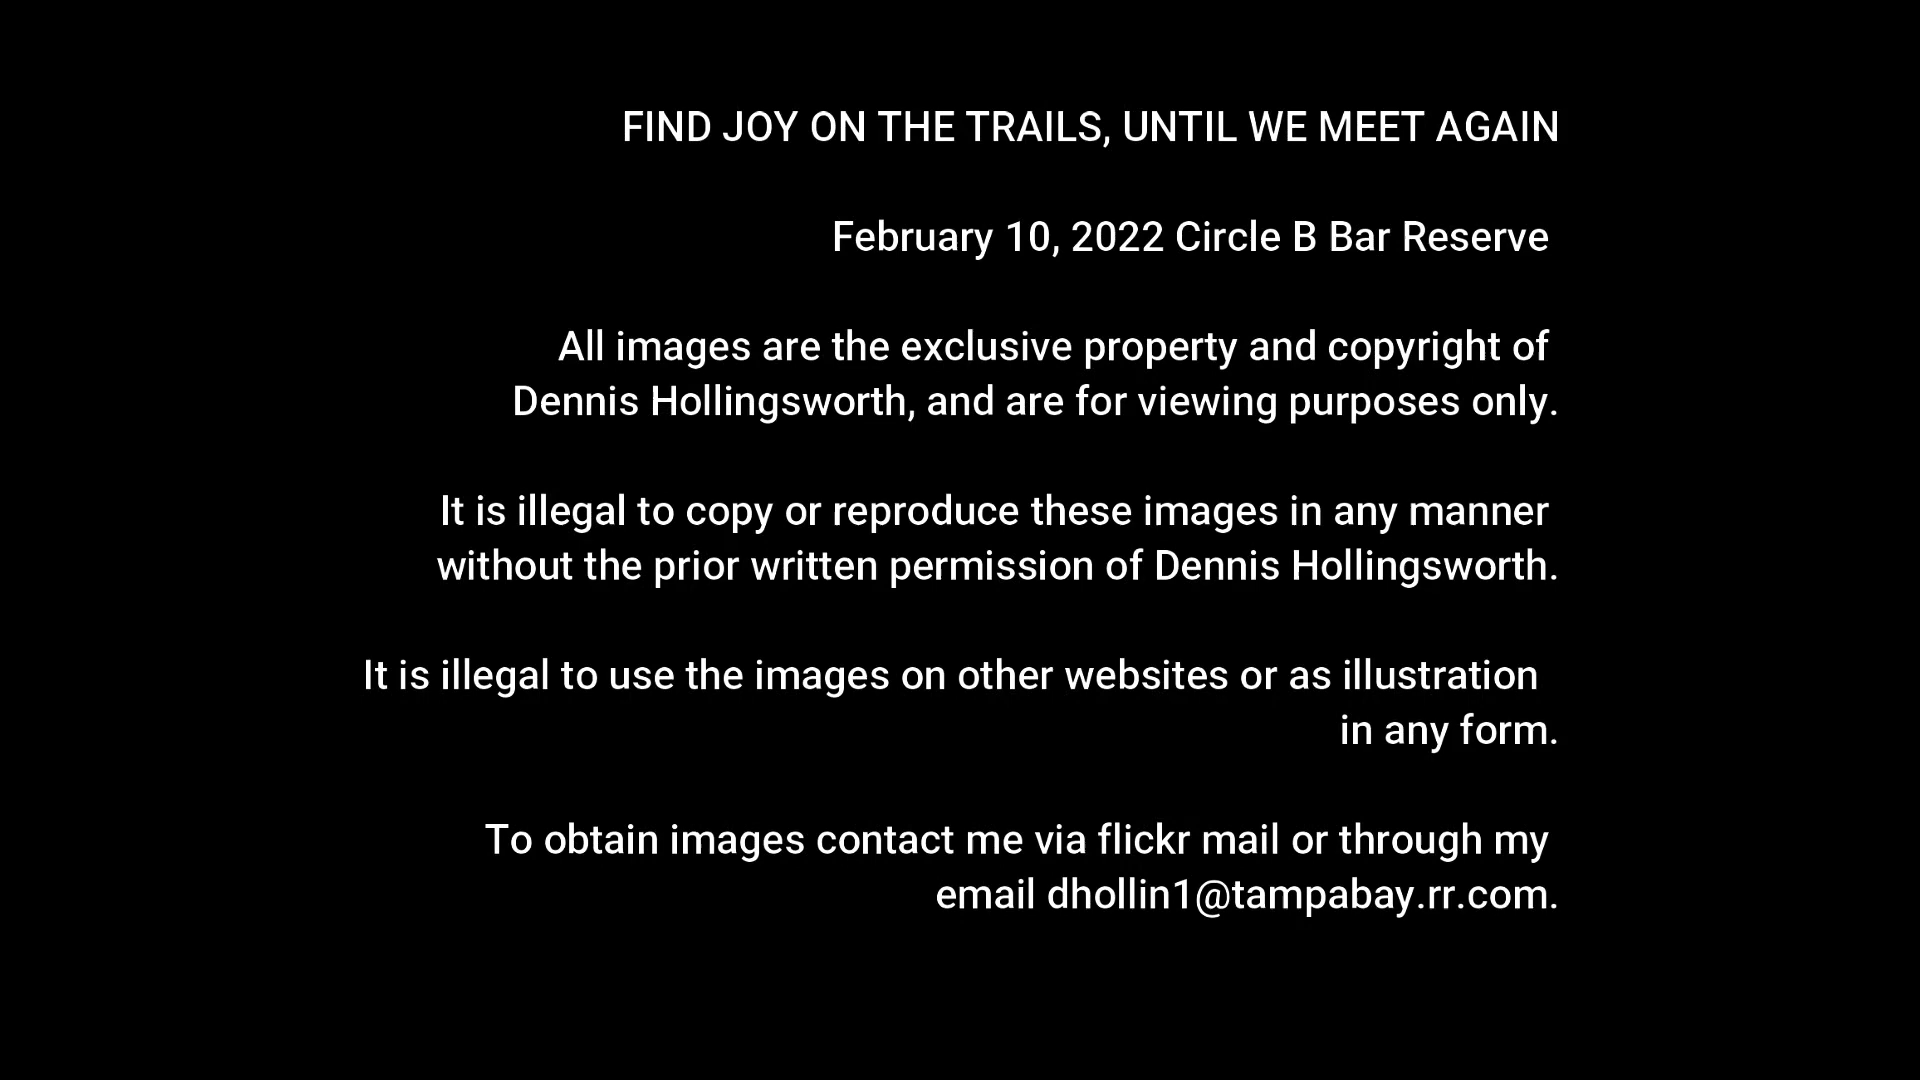 FIND JOY ON THE TRAILS, UNTIL WE MEET AGAIN
February 10, 2022 Circle B Bar Reserve
All images are the exclusive property and copyright of
Dennis Hollingsworth, and are for viewing purposes only.
It is illegal to copy or reproduce these images in any manner
without the prior written permission of Dennis Hollingsworth.
It is illegal to use the images on other websites or as illustration
in any form.
To obtain images contact me via flickr mail or through my
email dhollin1@tampabay.rr.com.